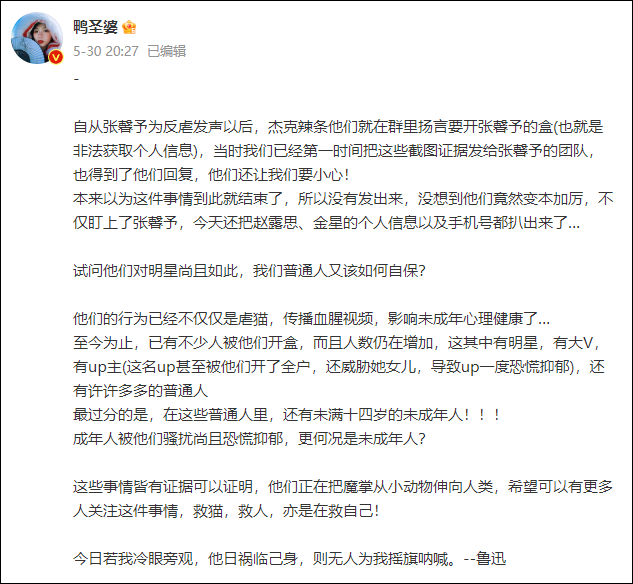 鸭圣婆
5-30 20:27 已编辑
-
自从张馨予为反虐发声以后，杰克辣条他们就在群里扬言要开张馨予的盒(也就是
非法获取个人信息)，当时我们已经第一时间把这些截图证据发给张馨予的团队，
也得到了他们回复，他们还让我们要小心！
本来以为这件事情到此就结束了，所以没有发出来，没想到他们竟然变本加厉，不
仅盯上了张馨予，今天还把赵露思、金星的个人信息以及手机号都扒出来了...
试问他们对明星尚且如此，我们普通人又该如何自保？
他们的行为已经不仅仅是虐猫，传播血腥视频，影响未成年心理健康了...
至今为止，已有不少人被他们开盒，而且人数仍在增加，这其中有明星，有大V，
有up主(这名up甚至被他们开了全户，还威胁她女儿，导致up一度恐慌抑郁)，还
有许许多多的普通人
最过分的是，在这些普通人里，还有未满十四岁的未成年人！！！
成年人被他们骚扰尚且恐慌抑郁，更何况是未成年人？
这些事情皆有证据可以证明，他们正在把魔掌从小动物伸向人类，希望可以有更多
人关注这件事情，救猫，救人，亦是在救自己！
今日若我冷眼旁观，他日祸临己身，则无人为我摇旗呐喊。--鲁迅